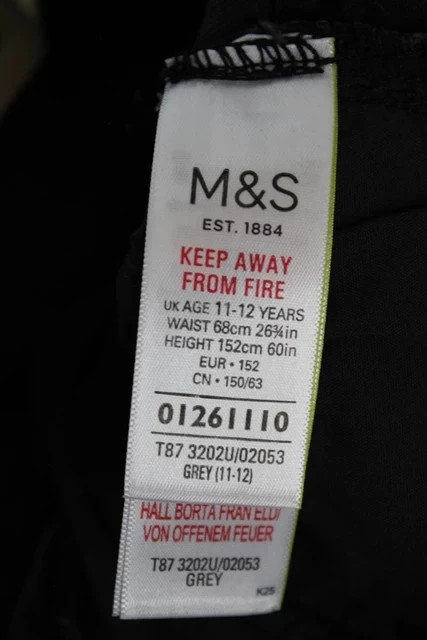 M&S
EST. 1884
KEEP AWAY
FROM FIRE
UK AGE 11-12 YEARS
WAIST 68cm 26¾in
HEIGHT 152cm 60in
EUR • 152
CN • 150/63
01261110
T87 3202U/02053
GREY (11-12)
HALL BORTA FRAN ELD/
VON OFFENEM FEUER
T87 3202U/02053
GREY
K25